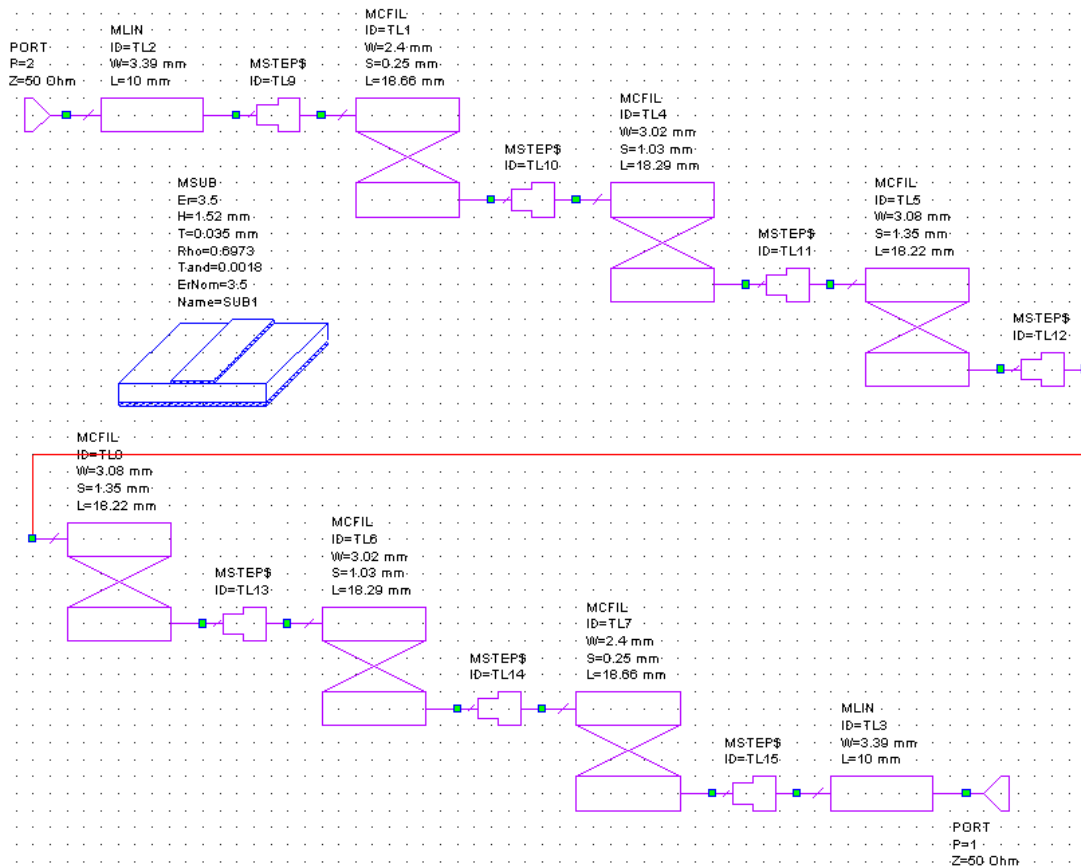 PORT
P=2
Z=50 Ohm
MLIN
ID=TL2
W=3.39 mm
L=10 mm
MSTEP$
ID=TL9
MCFIL
ID=TL1
W=2.4 mm
S=0.25 mm
L=18.66 mm
MSTEP$
ID=TL10
MCFIL
ID=TL4
W=3.02 mm
S=1.03 mm
L=18.29 mm
MSTEP$
ID=TL11
MCFIL
ID=TL5
W=3.08 mm
S=1.35 mm
L=18.22 mm
MSTEP$
ID=TL12
MSUB
Er=3.5
H=1.52 mm
T=0.035 mm
Rho=0.6973
Tand=0.0018
ErNom=3.5
Name=SUB1
MCFIL
W=3.08 mm
S=1.35 mm
L=18.22 mm
MSTEP$
ID=TL13
MCFIL
ID=TL6
W=3.02 mm
S=1.03 mm
L=18.29 mm
MSTEP$
ID=TL14
MCFIL
ID=TL7
W=2.4 mm
S=0.25 mm
L=18.66 mm
MSTEP$
ID=TL15
MLIN
ID=TL3
W=3.39 mm
L=10 mm
PORT
P=1
Z=50 Ohm